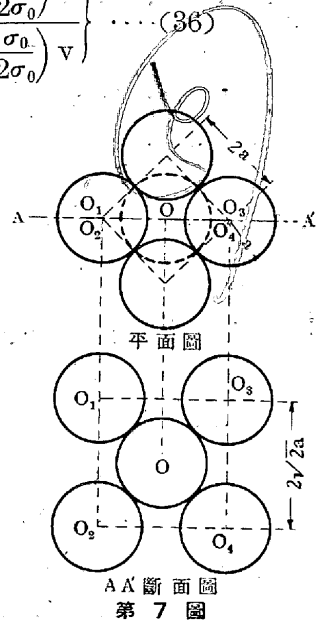 2σ₀)
σ₀
2σ₀) v} ····(36)
2a
A O₁ O O₃ A′
O₂ O₄
平面圖
O₁ O₃
O 2√2a
O₂ O₄
AA′斷面圖
第 7 圖